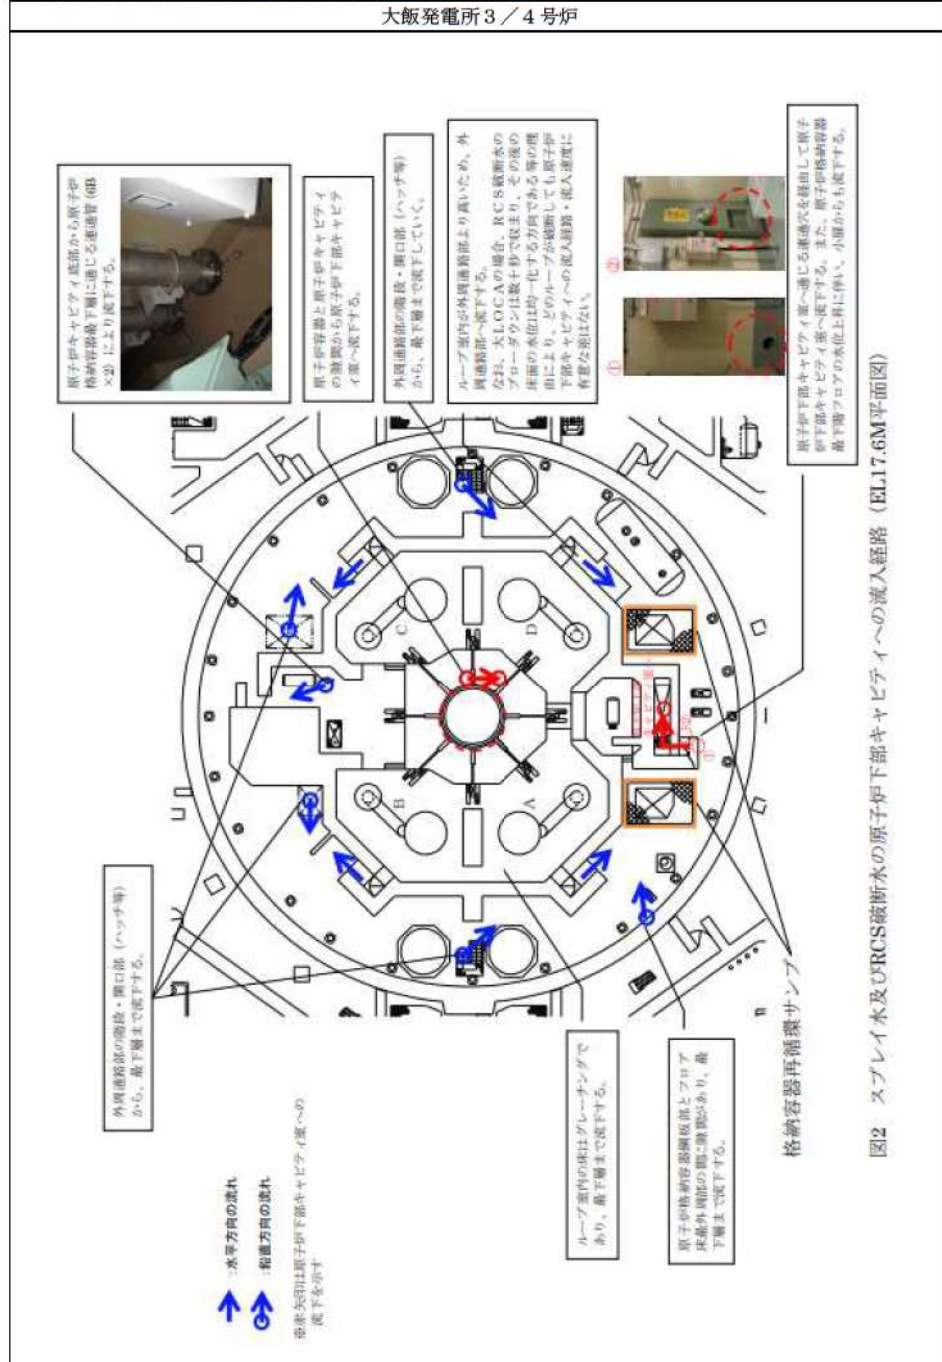 大飯発電所3／4号炉
原子炉キャビティ底部から原子炉
格納容器最下層に通じる連通管（6B
×2）により流下する。
原子炉容器と原子炉キャビティ
の隙間から原子炉下部キャビテ
ィ室へ流下する。
外周通路部の階段・開口部（ハッチ等）
から、最下層まで流下していく。
ループ室内が外周通路部より高いため、外
周通路部へ流下する。
なお、大LOCAの場合、RCS破断水の
ブローダウンは数十秒で収まり、その後の
床面の水位は均一化する方向である等の理
由により、どのループが破断しても原子炉
下部キャビティへの流入経路・流入速度に
有意な差はない。
①
②
原子炉下部キャビティ室へ通じる連通穴を経由して原子
炉下部キャビティ室へ流下する。また、原子炉格納容器
最下階フロアの水位上昇に伴い、小扉からも流下する。
外周通路部の階段・開口部（ハッチ等）
から、最下層まで流下する。
C
D
B
A
①
:水平方向の流れ
:鉛直方向の流れ
※赤矢印は原子炉下部キャビティ室への
流下を示す
ループ室内の床はグレーチングで
あり、最下層まで流下する。
原子炉格納容器鋼板部とフロア
床最外周部の間に隙間があり、最
下層まで流下する。
格納容器再循環サンプ
図2　スプレイ水及びRCS破断水の原子炉下部キャビティへの流入経路（EL17.6M平面図）